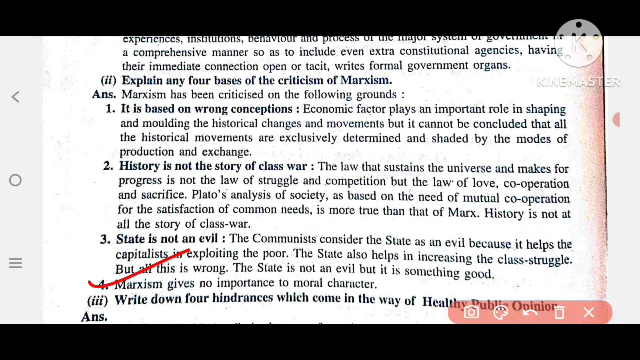 experiences, institutions, behaviour and process of the major system of government in
a comprehensive manner so as to include even extra constitutional agencies, having
their immediate connection open or tacit, writes formal government organs.
(ii) Explain any four bases of the criticism of Marxism.
Ans. Marxism has been criticised on the following grounds :
1. It is based on wrong conceptions : Economic factor plays an important role in shaping
and moulding the historical changes and movements but it cannot be concluded that all
the historical movements are exclusively determined and shaded by the modes of
production and exchange.
2. History is not the story of class war : The law that sustains the universe and makes for
progress is not the law of struggle and competition but the law of love, co-operation
and sacrifice. Plato's analysis of society, as based on the need of mutual co-operation
for the satisfaction of common needs, is more true than that of Marx. History is not at
all the story of class-war.
3. State is not an evil : The Communists consider the State as an evil because it helps the
capitalists in exploiting the poor. The State also helps in increasing the class-struggle.
But all this is wrong. The State is not an evil but it is something good.
4. Marxism gives no importance to moral character.
(iii) Write down four hindrances which come in the way of Healthy Public Opinion
Ans.
KINEMASTER